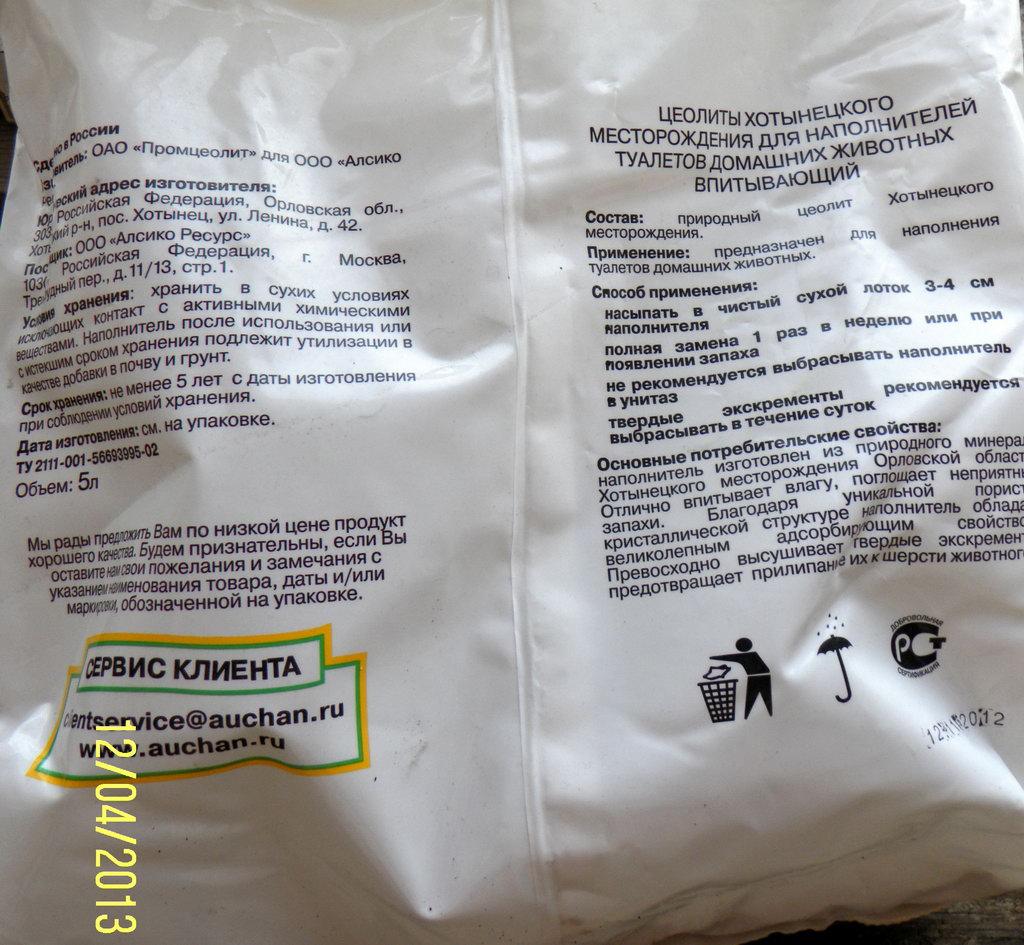 в России
ОАО «Промцеолит» для ООО «Алсико
адрес изготовителя:
Российская Федерация, Орловская обл.,
р-н, пос. Хотынец, ул. Ленина, д. 42.
ООО «Алсико Ресурс»
Российская Федерация, г. Москва,
пер., д.11/13, стр.1.
хранения: хранить в сухих условиях
исключающих контакт с активными химическими
веществами. Наполнитель после использования или
с истекшим сроком хранения подлежит утилизации в
качестве добавки в почву и грунт.
Срок хранения: не менее 5 лет с даты изготовления
при соблюдении условий хранения.
Дата изготовления: см. на упаковке.
ТУ 2111-001-56693995-02
Объем: 5л
Мы рады предложить Вам по низкой цене продукт
хорошего качества. Будем признательны, если Вы
оставите нам свои пожелания и замечания с
указанием наименования товара, даты и/или
маркировки, обозначенной на упаковке.
СЕРВИС КЛИЕНТА
clientservice@auchan.ru
www.auchan.ru
ЦЕОЛИТЫ ХОТЫНЕЦКОГО
МЕСТОРОЖДЕНИЯ ДЛЯ НАПОЛНИТЕЛЕЙ
ТУАЛЕТОВ ДОМАШНИХ ЖИВОТНЫХ
ВПИТЫВАЮЩИЙ
Состав: природный цеолит Хотынецкого
месторождения.
Применение: предназначен для наполнения
туалетов домашних животных.
Способ применения:
насыпать в чистый сухой лоток 3-4 см
наполнителя
полная замена 1 раз в неделю или при
появлении запаха
не рекомендуется выбрасывать наполнитель
в унитаз
твердые экскременты рекомендуется
выбрасывать в течение суток
Основные потребительские свойства:
наполнитель изготовлен из природного минерал
Хотынецкого месторождения Орловской област
Отлично впитывает влагу, поглощает неприятн
запахи. Благодаря уникальной порист
кристаллической структуре наполнитель облада
великолепным адсорбирующим свойство
Превосходно высушивает твердые экскремент
предотвращает прилипание их к шерсти животного
ДОБРОВОЛЬНАЯ
РСТ
СЕРТИФИКАЦИЯ
12/04/2013